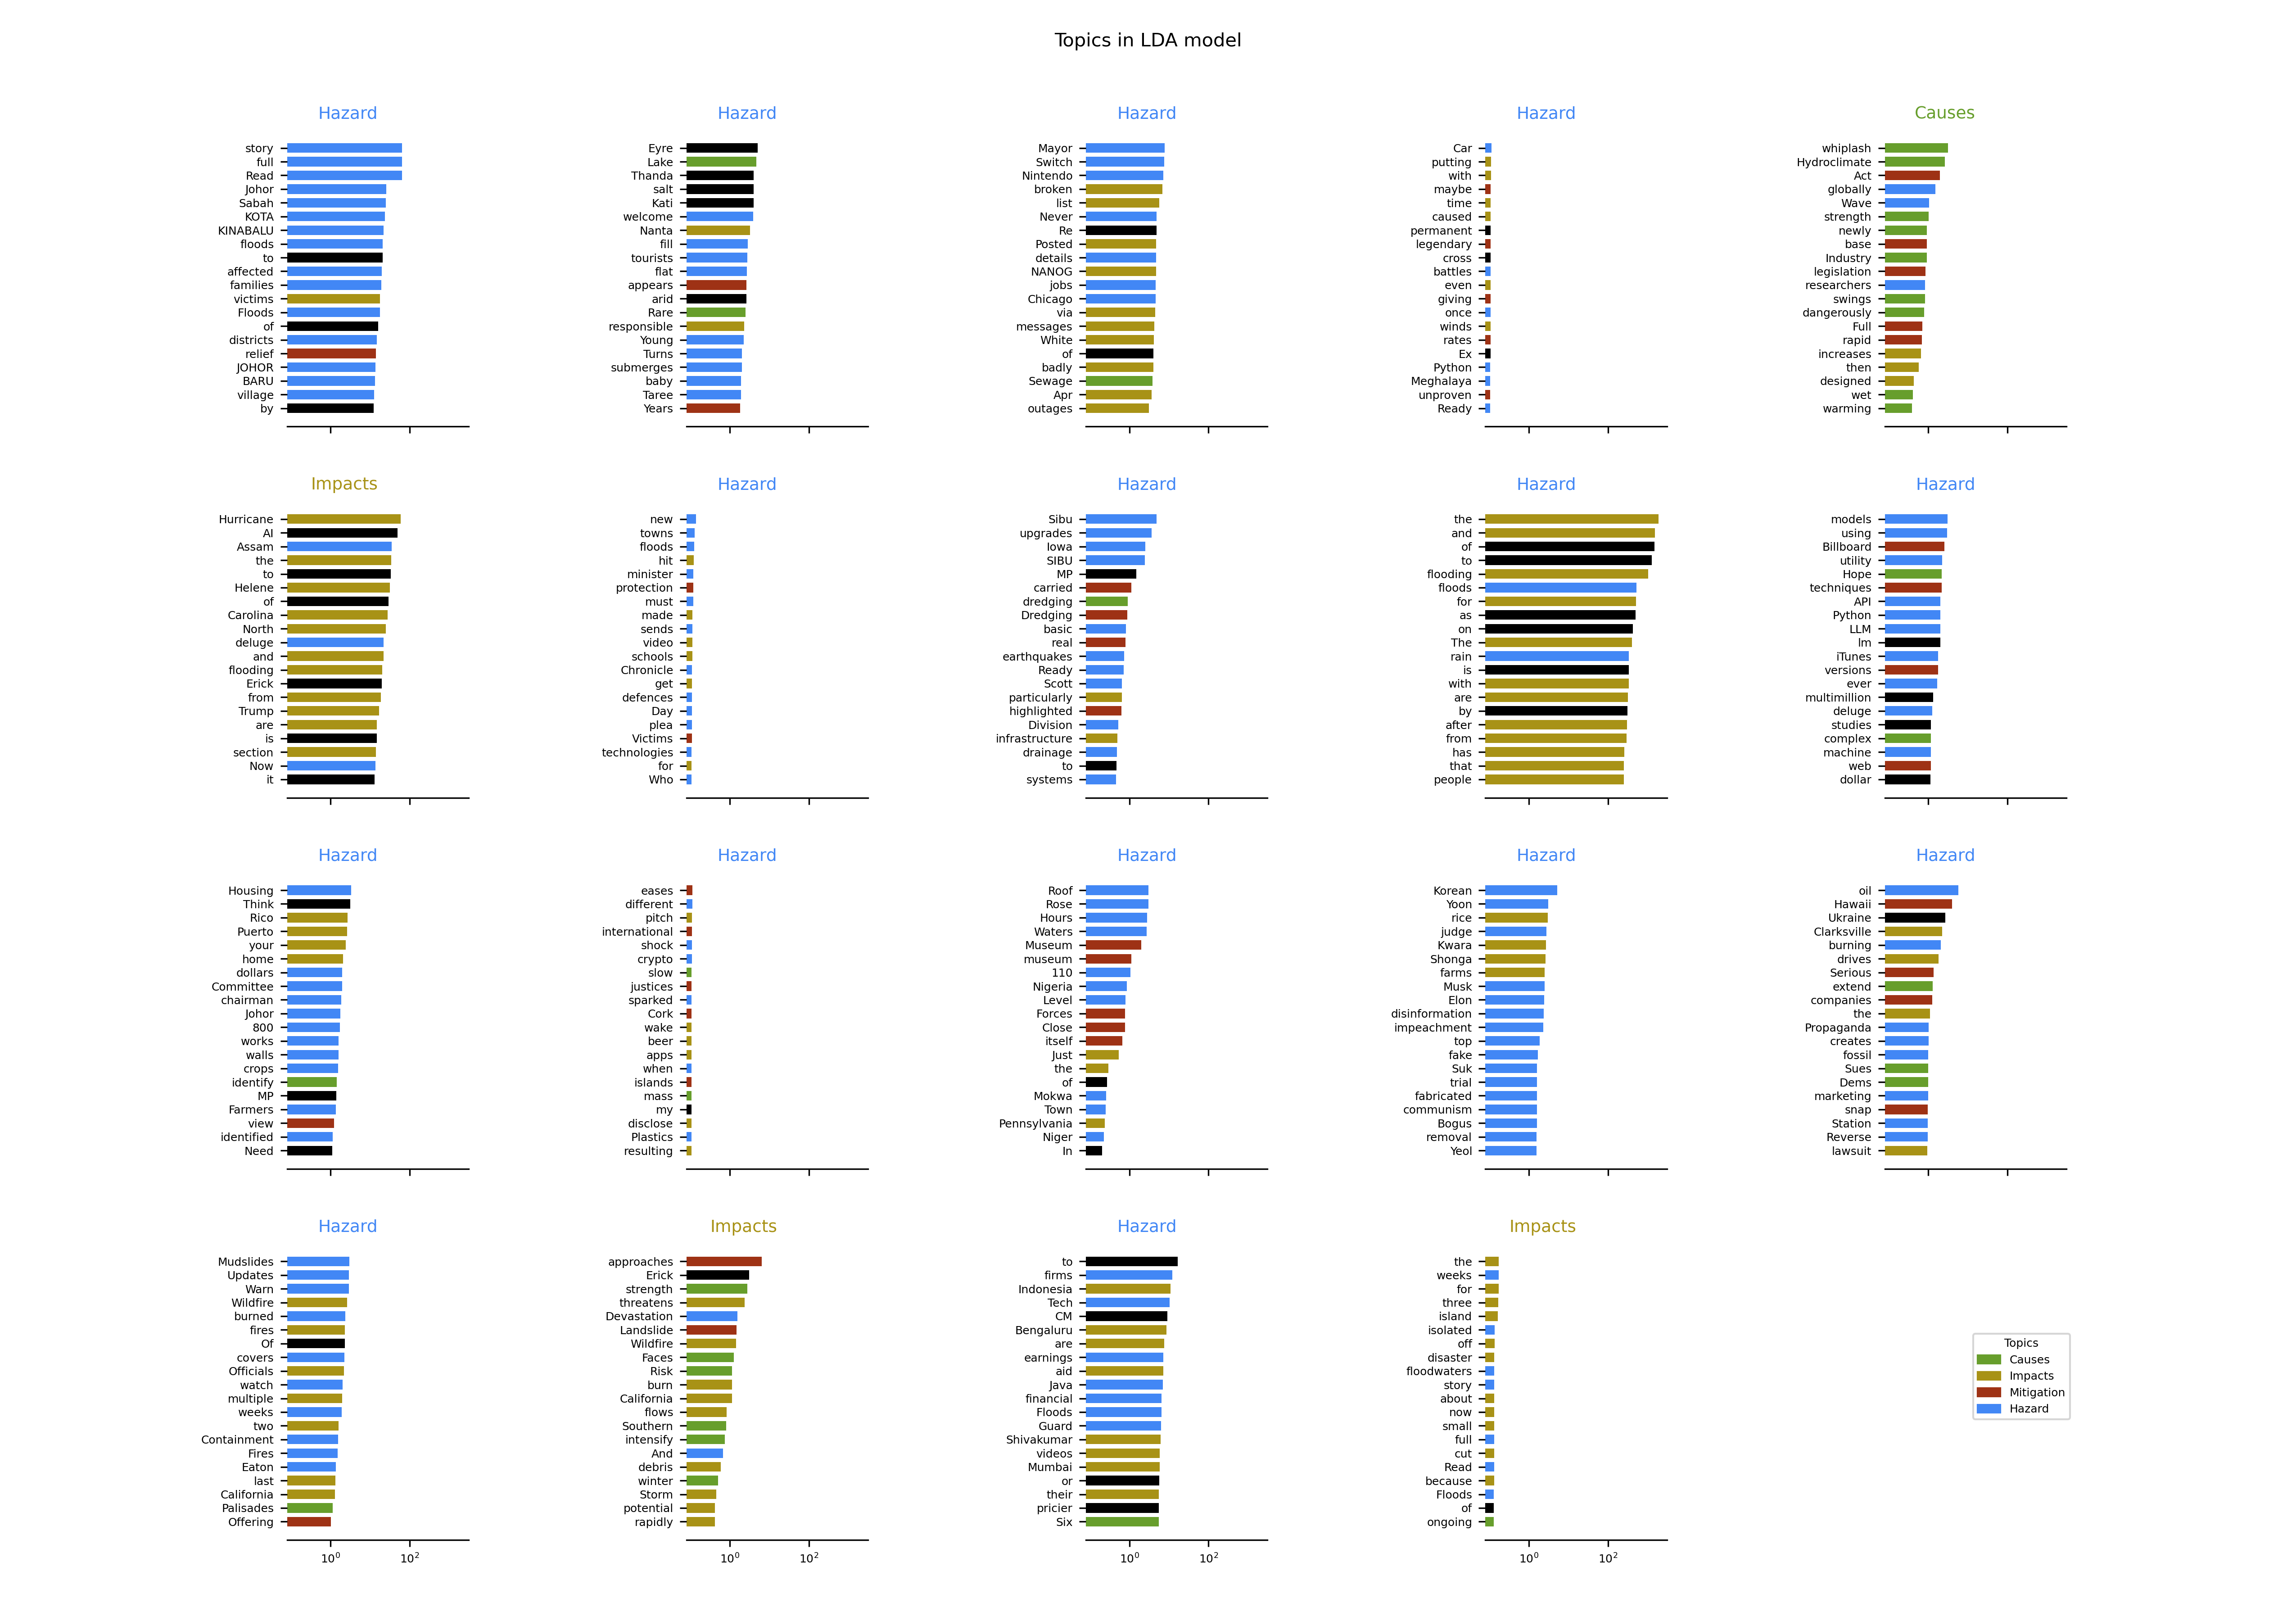 Topics in LDA model
Hazard
story
full
Read
Johor
Sabah
KOTA
KINABALU
floods
to
affected
families
victims
Floods
of
districts
relief
JOHOR
BARU
village
by
Hazard
Eyre
Lake
Thanda
salt
Kati
welcome
Nanta
fill
tourists
flat
appears
arid
Rare
responsible
Young
Turns
submerges
baby
Taree
Years
Hazard
Mayor
Switch
Nintendo
broken
list
Never
Re
Posted
details
NANOG
jobs
Chicago
via
messages
White
of
badly
Sewage
Apr
outages
Hazard
Car
putting
with
maybe
time
caused
permanent
legendary
cross
battles
even
giving
once
winds
rates
Ex
Python
Meghalaya
unproven
Ready
Causes
whiplash
Hydroclimate
Act
globally
Wave
strength
newly
base
Industry
legislation
researchers
swings
dangerously
Full
rapid
increases
then
designed
wet
warming
Impacts
Hurricane
AI
Assam
the
to
Helene
of
Carolina
North
deluge
and
flooding
Erick
from
Trump
are
is
section
Now
it
Hazard
new
towns
floods
hit
minister
protection
must
made
sends
video
schools
Chronicle
get
defences
Day
plea
Victims
technologies
for
Who
Hazard
Sibu
upgrades
Iowa
SIBU
MP
carried
dredging
Dredging
basic
real
earthquakes
Ready
Scott
particularly
highlighted
Division
infrastructure
drainage
to
systems
Hazard
the
and
of
to
flooding
floods
for
as
on
The
rain
is
with
are
by
after
from
has
that
people
Hazard
models
using
Billboard
utility
Hope
techniques
API
Python
LLM
Im
iTunes
versions
ever
multimillion
deluge
studies
complex
machine
web
dollar
Hazard
Housing
Think
Rico
Puerto
your
home
dollars
Committee
chairman
Johor
800
works
walls
crops
identify
MP
Farmers
view
identified
Need
Hazard
eases
different
pitch
international
shock
crypto
slow
justices
sparked
Cork
wake
beer
apps
when
islands
mass
my
disclose
Plastics
resulting
Hazard
Roof
Rose
Hours
Waters
Museum
museum
110
Nigeria
Level
Forces
Close
itself
Just
the
of
Mokwa
Town
Pennsylvania
Niger
In
Hazard
Korean
Yoon
rice
judge
Kwara
Shonga
farms
Musk
Elon
disinformation
impeachment
top
fake
Suk
trial
fabricated
communism
Bogus
removal
Yeol
Hazard
oil
Hawaii
Ukraine
Clarksville
burning
drives
Serious
extend
companies
the
Propaganda
creates
fossil
Sues
Dems
marketing
snap
Station
Reverse
lawsuit
Hazard
Mudslides
Updates
Warn
Wildfire
burned
fires
Of
covers
Officials
watch
multiple
weeks
two
Containment
Fires
Eaton
last
California
Palisades
Offering
10⁰ 10²
Impacts
approaches
Erick
strength
threatens
Devastation
Landslide
Wildfire
Faces
Risk
burn
California
flows
Southern
intensify
And
debris
winter
Storm
potential
rapidly
10⁰ 10²
Hazard
to
firms
Indonesia
Tech
CM
Bengaluru
are
earnings
aid
Java
financial
Floods
Guard
Shivakumar
videos
Mumbai
or
their
pricier
Six
10⁰ 10²
Impacts
the
weeks
for
three
island
isolated
off
disaster
floodwaters
story
about
now
small
full
cut
Read
because
Floods
of
ongoing
10⁰ 10²
Topics
Causes
Impacts
Mitigation
Hazard